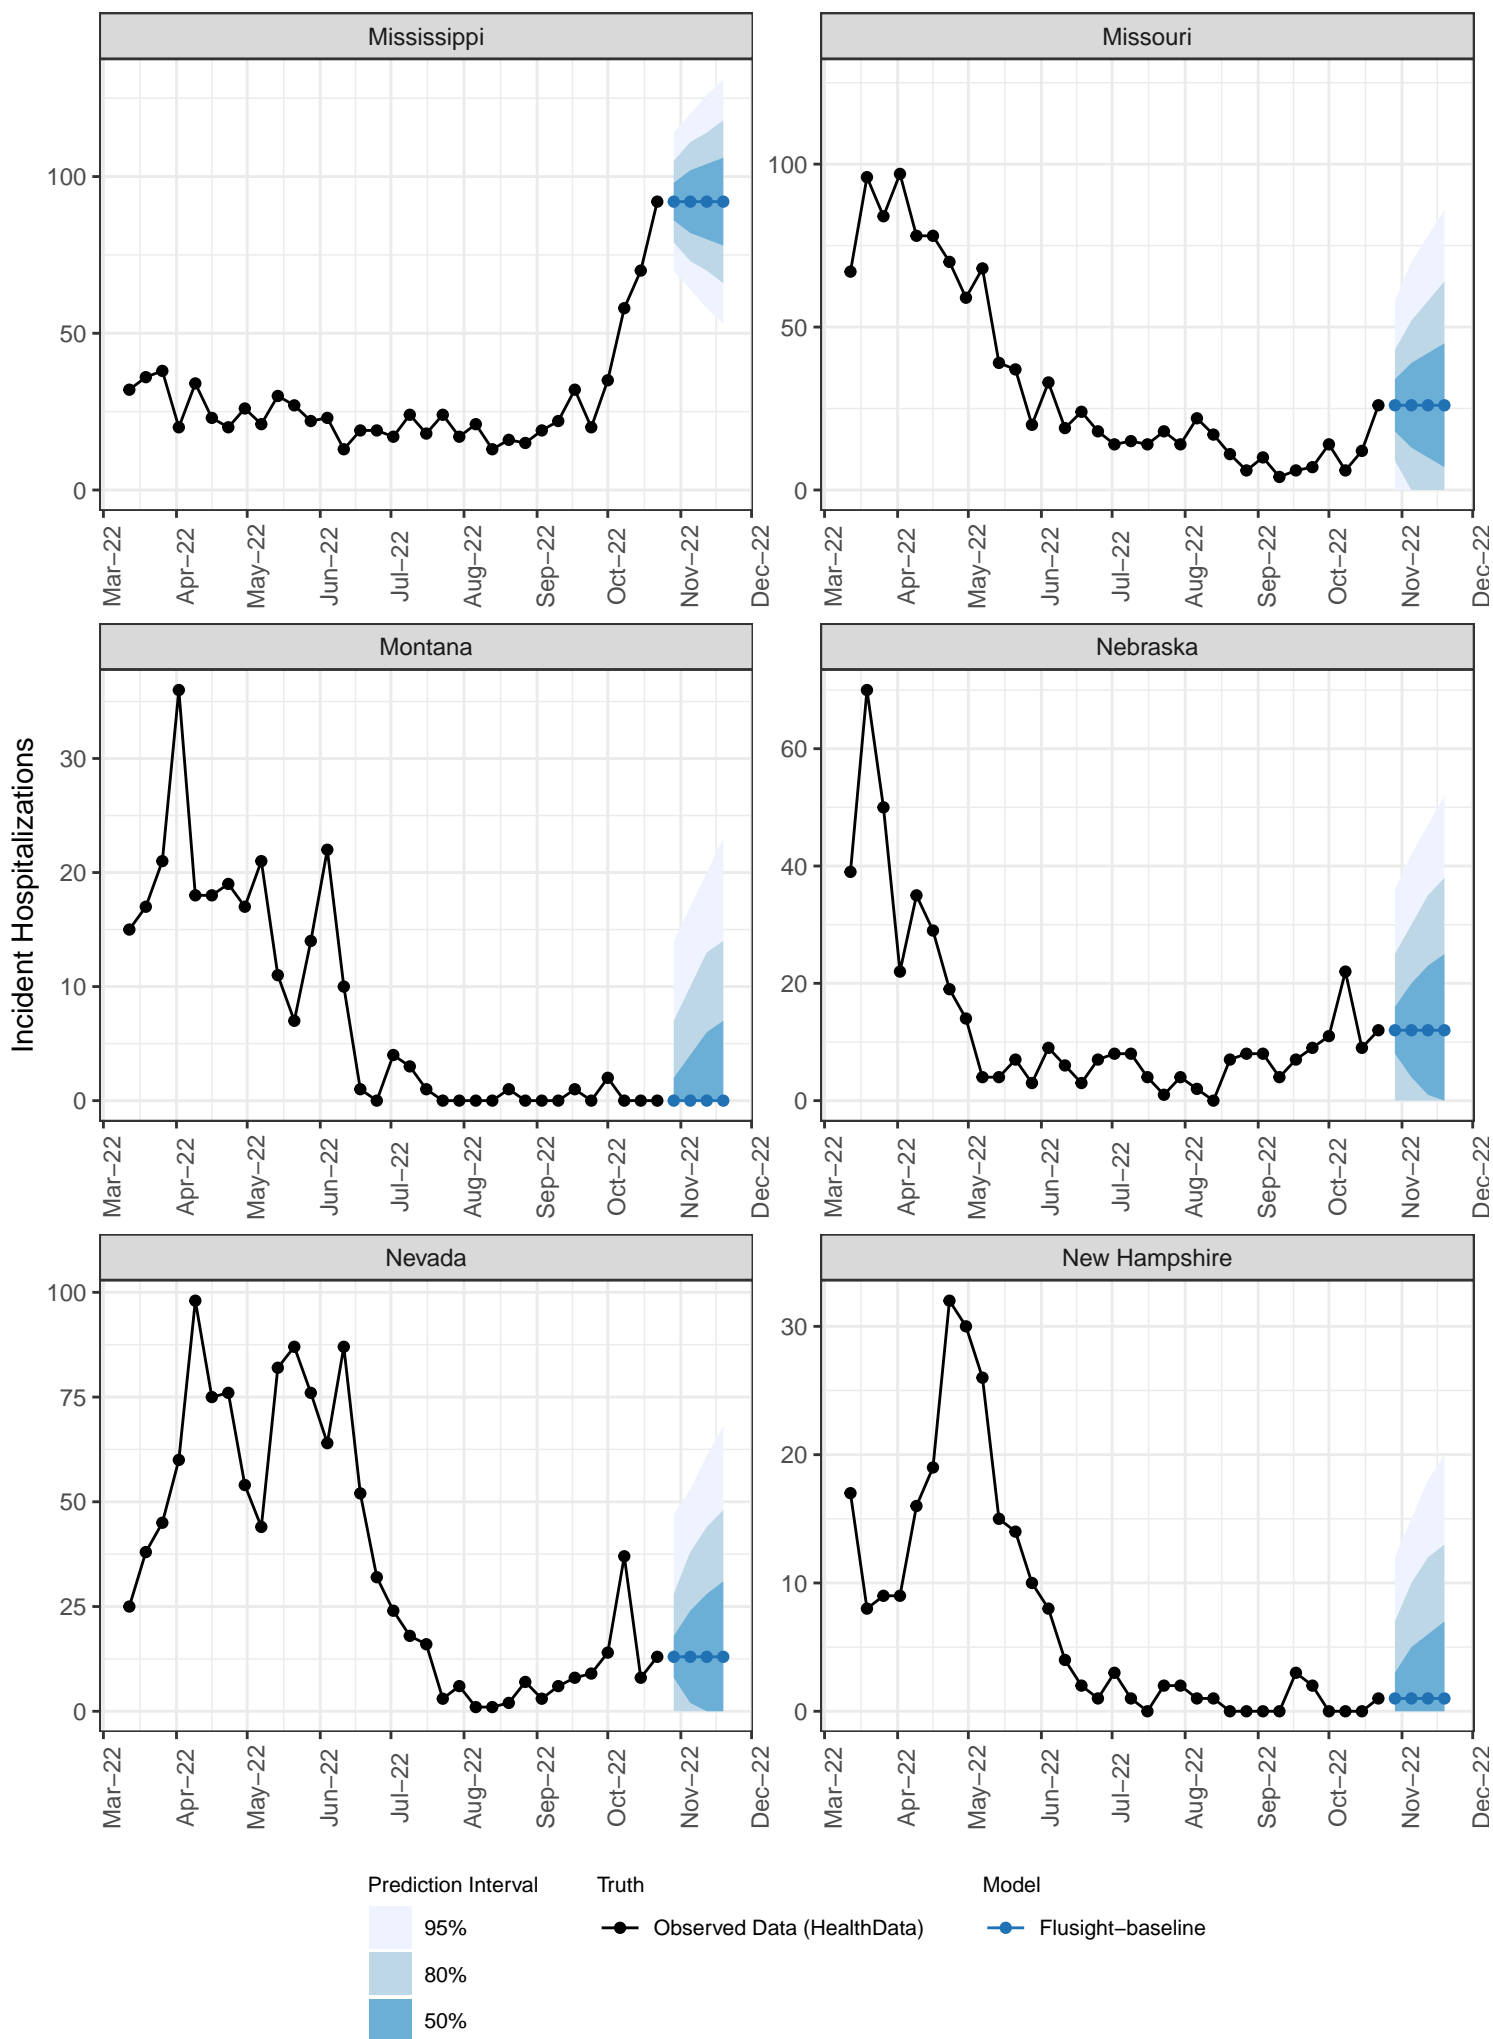 Mississippi
Missouri
100
50
0
100
50
0
Mar−22
Apr−22
May−22
Jun−22
Jul−22
Aug−22
Sep−22
Oct−22
Nov−22
Dec−22
Mar−22
Apr−22
May−22
Jun−22
Jul−22
Aug−22
Sep−22
Oct−22
Nov−22
Dec−22
Incident Hospitalizations
Montana
Nebraska
30
20
10
0
60
40
20
0
Mar−22
Apr−22
May−22
Jun−22
Jul−22
Aug−22
Sep−22
Oct−22
Nov−22
Dec−22
Mar−22
Apr−22
May−22
Jun−22
Jul−22
Aug−22
Sep−22
Oct−22
Nov−22
Dec−22
Nevada
New Hampshire
100
75
50
25
0
30
20
10
0
Mar−22
Apr−22
May−22
Jun−22
Jul−22
Aug−22
Sep−22
Oct−22
Nov−22
Dec−22
Mar−22
Apr−22
May−22
Jun−22
Jul−22
Aug−22
Sep−22
Oct−22
Nov−22
Dec−22
Prediction Interval
95%
80%
50%
Truth
Observed Data (HealthData)
Model
Flusight−baseline